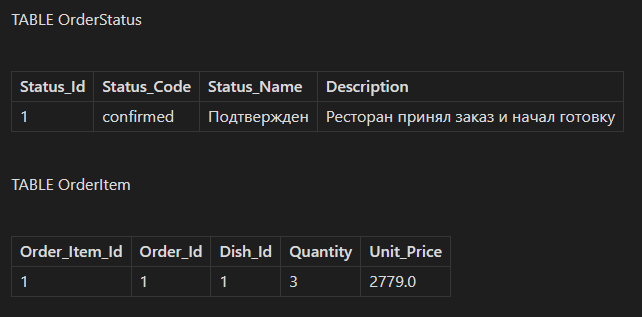 TABLE OrderStatus
Status_Id Status_Code Status_Name Description
1 confirmed Подтвержден Ресторан принял заказ и начал готовку
TABLE OrderItem
Order_Item_Id Order_Id Dish_Id Quantity Unit_Price
1 1 1 3 2779.0